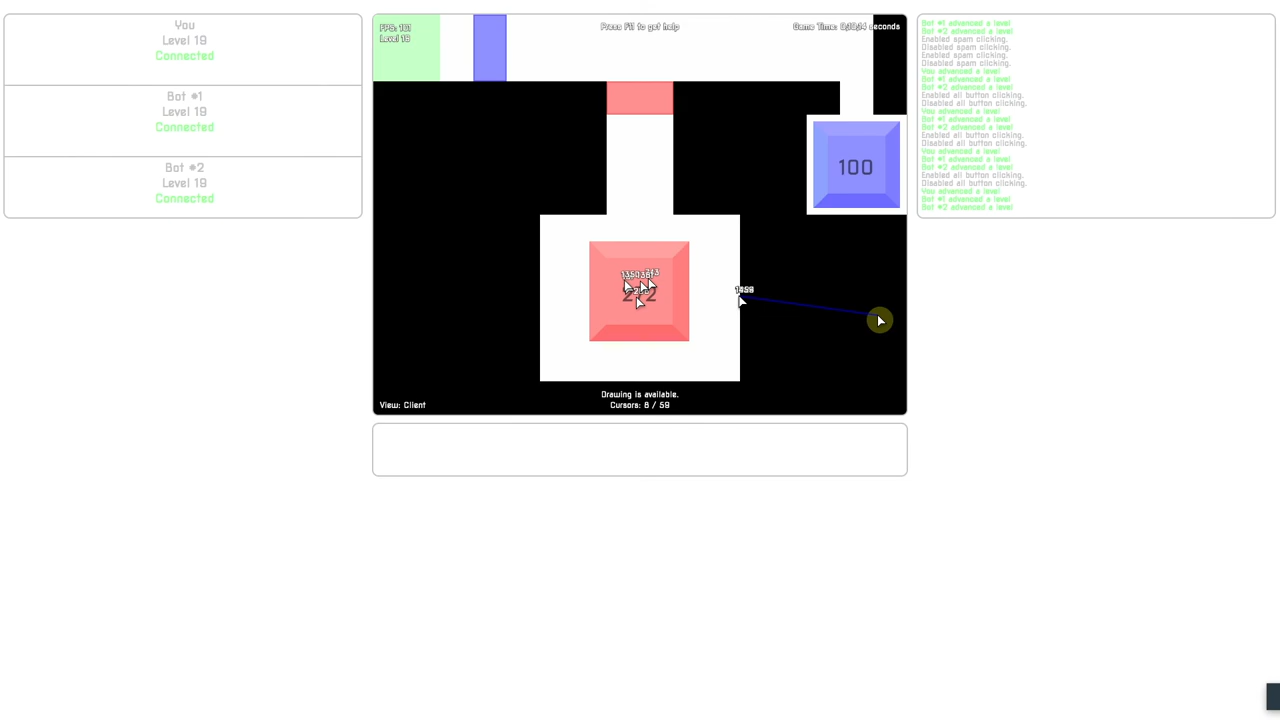 You
Level 19
Connected
Bot #1
Level 19
Connected
Bot #2
Level 19
Connected
Level 19
Press F11 to get help
Game Time: seconds
100
View: Client
Drawing is available.
Cursors: 6 / 59
Bot #1 advanced a level
Bot #2 advanced a level
Enabled spam clicking.
Disabled spam clicking.
Enabled spam clicking.
Disabled spam clicking.
You advanced a level
Bot #1 advanced a level
Bot #2 advanced a level
Enabled all button clicking.
Disabled all button clicking.
You advanced a level
Bot #1 advanced a level
Bot #2 advanced a level
Enabled all button clicking.
Disabled all button clicking.
You advanced a level
Bot #1 advanced a level
Bot #2 advanced a level
Enabled all button clicking.
Disabled all button clicking.
You advanced a level
Bot #1 advanced a level
Bot #2 advanced a level